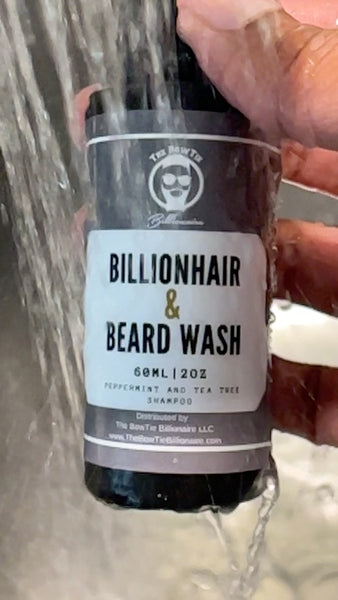 The BowTie
Billionaire
BILLIONHAIR
&
BEARD WASH
60ML|2OZ
PEPPERMINT AND TEA TREE
SHAMPOO
Distributed by
The BowTie Billionaire LLC
www.TheBowTieBillionaire.com